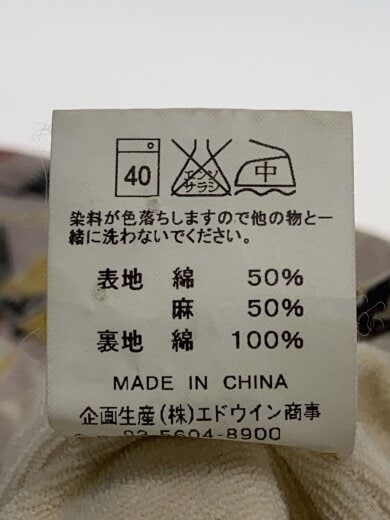 40 エンソサラシ 中
染料が色落ちしますので他の物と一
緒に洗わないでください。
表地 綿 50%
麻 50%
裏地 綿 100%
MADE IN CHINA
企画生産(株)エドウイン商事
03-5604-8900